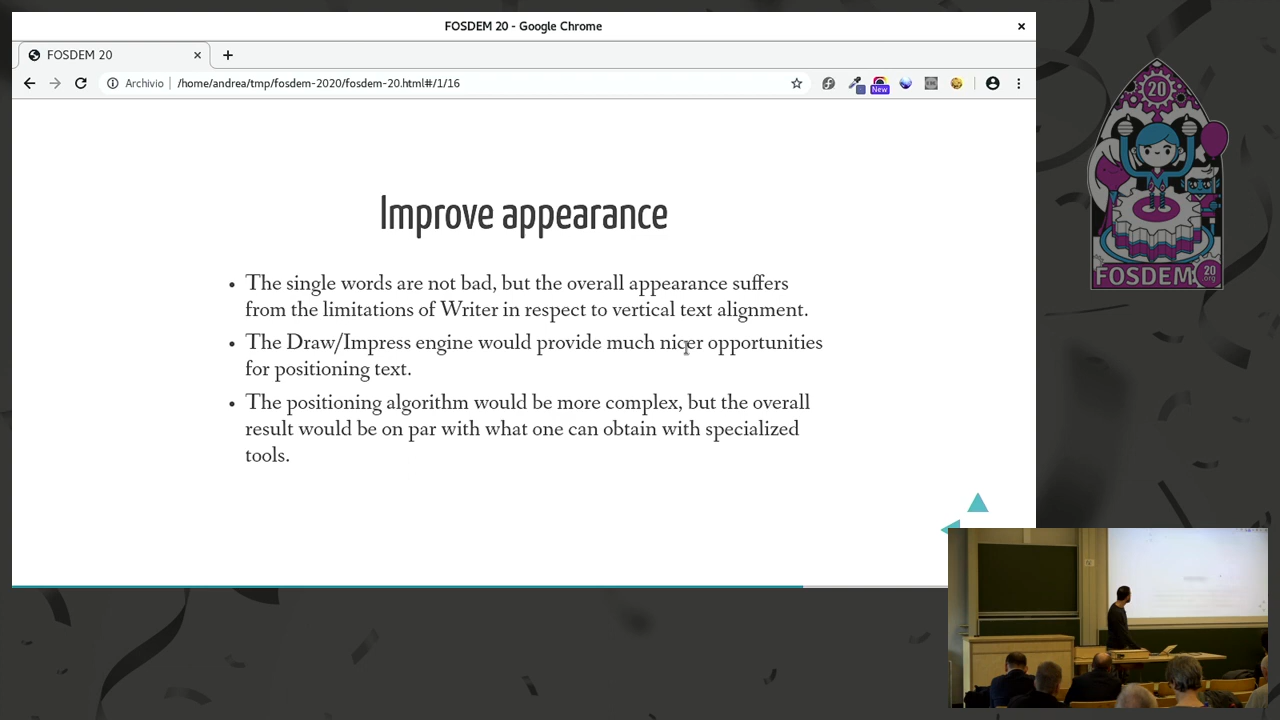 FOSDEM 20 - Google Chrome
FOSDEM 20
Archivio
/home/andrea/tmp/fosdem-2020/fosdem-20.html#/1/16
New
Improve appearance
• The single words are not bad, but the overall appearance suffers
from the limitations of Writer in respect to vertical text alignment.
• The Draw/Impress engine would provide much nicer opportunities
for positioning text.
• The positioning algorithm would be more complex, but the overall
result would be on par with what one can obtain with specialized
tools.
20
FOSDEM 20
.org